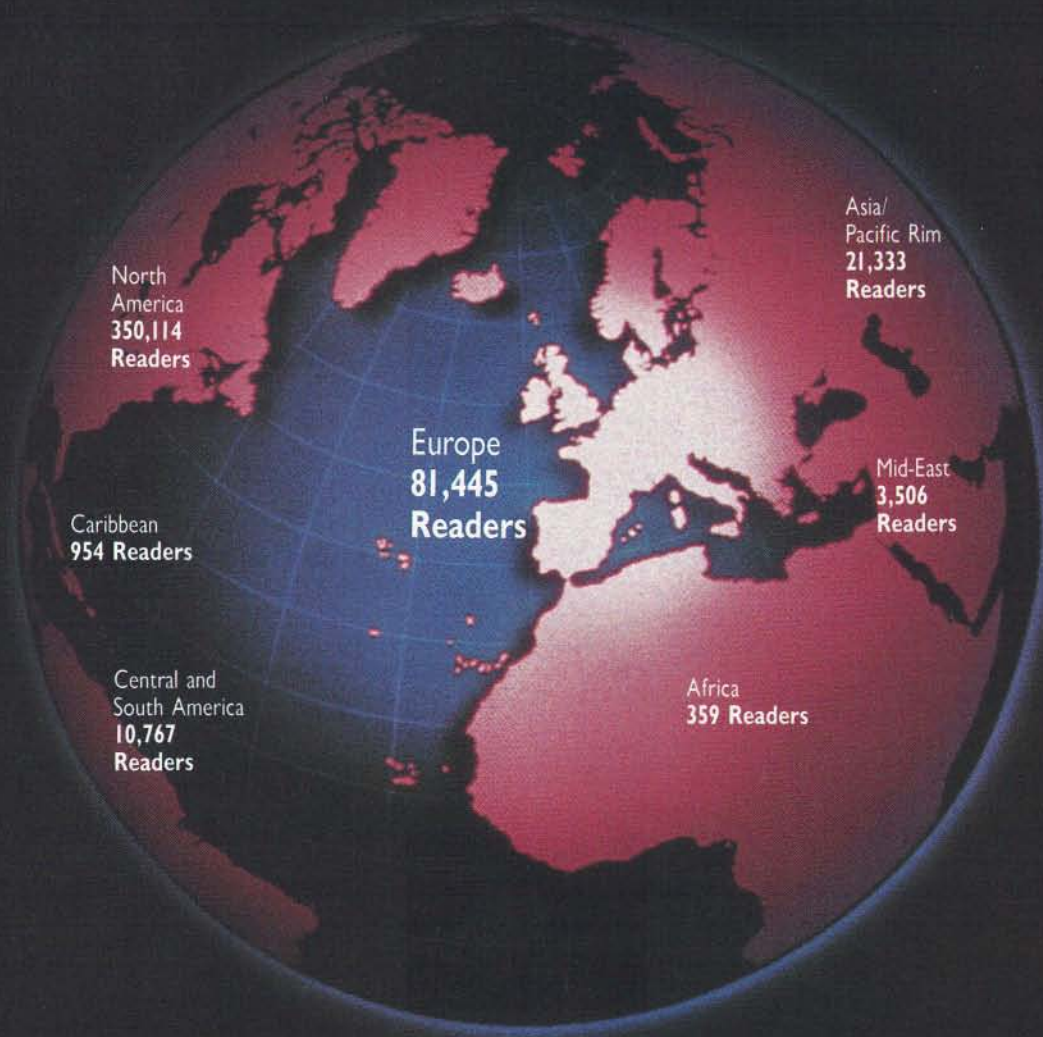 North
America
350,114
Readers
Asia/
Pacific Rim
21,333
Readers
Europe
81,445
Readers
Mid-East
3,506
Readers
Caribbean
954 Readers
Central and
South America
10,767
Readers
Africa
359 Readers